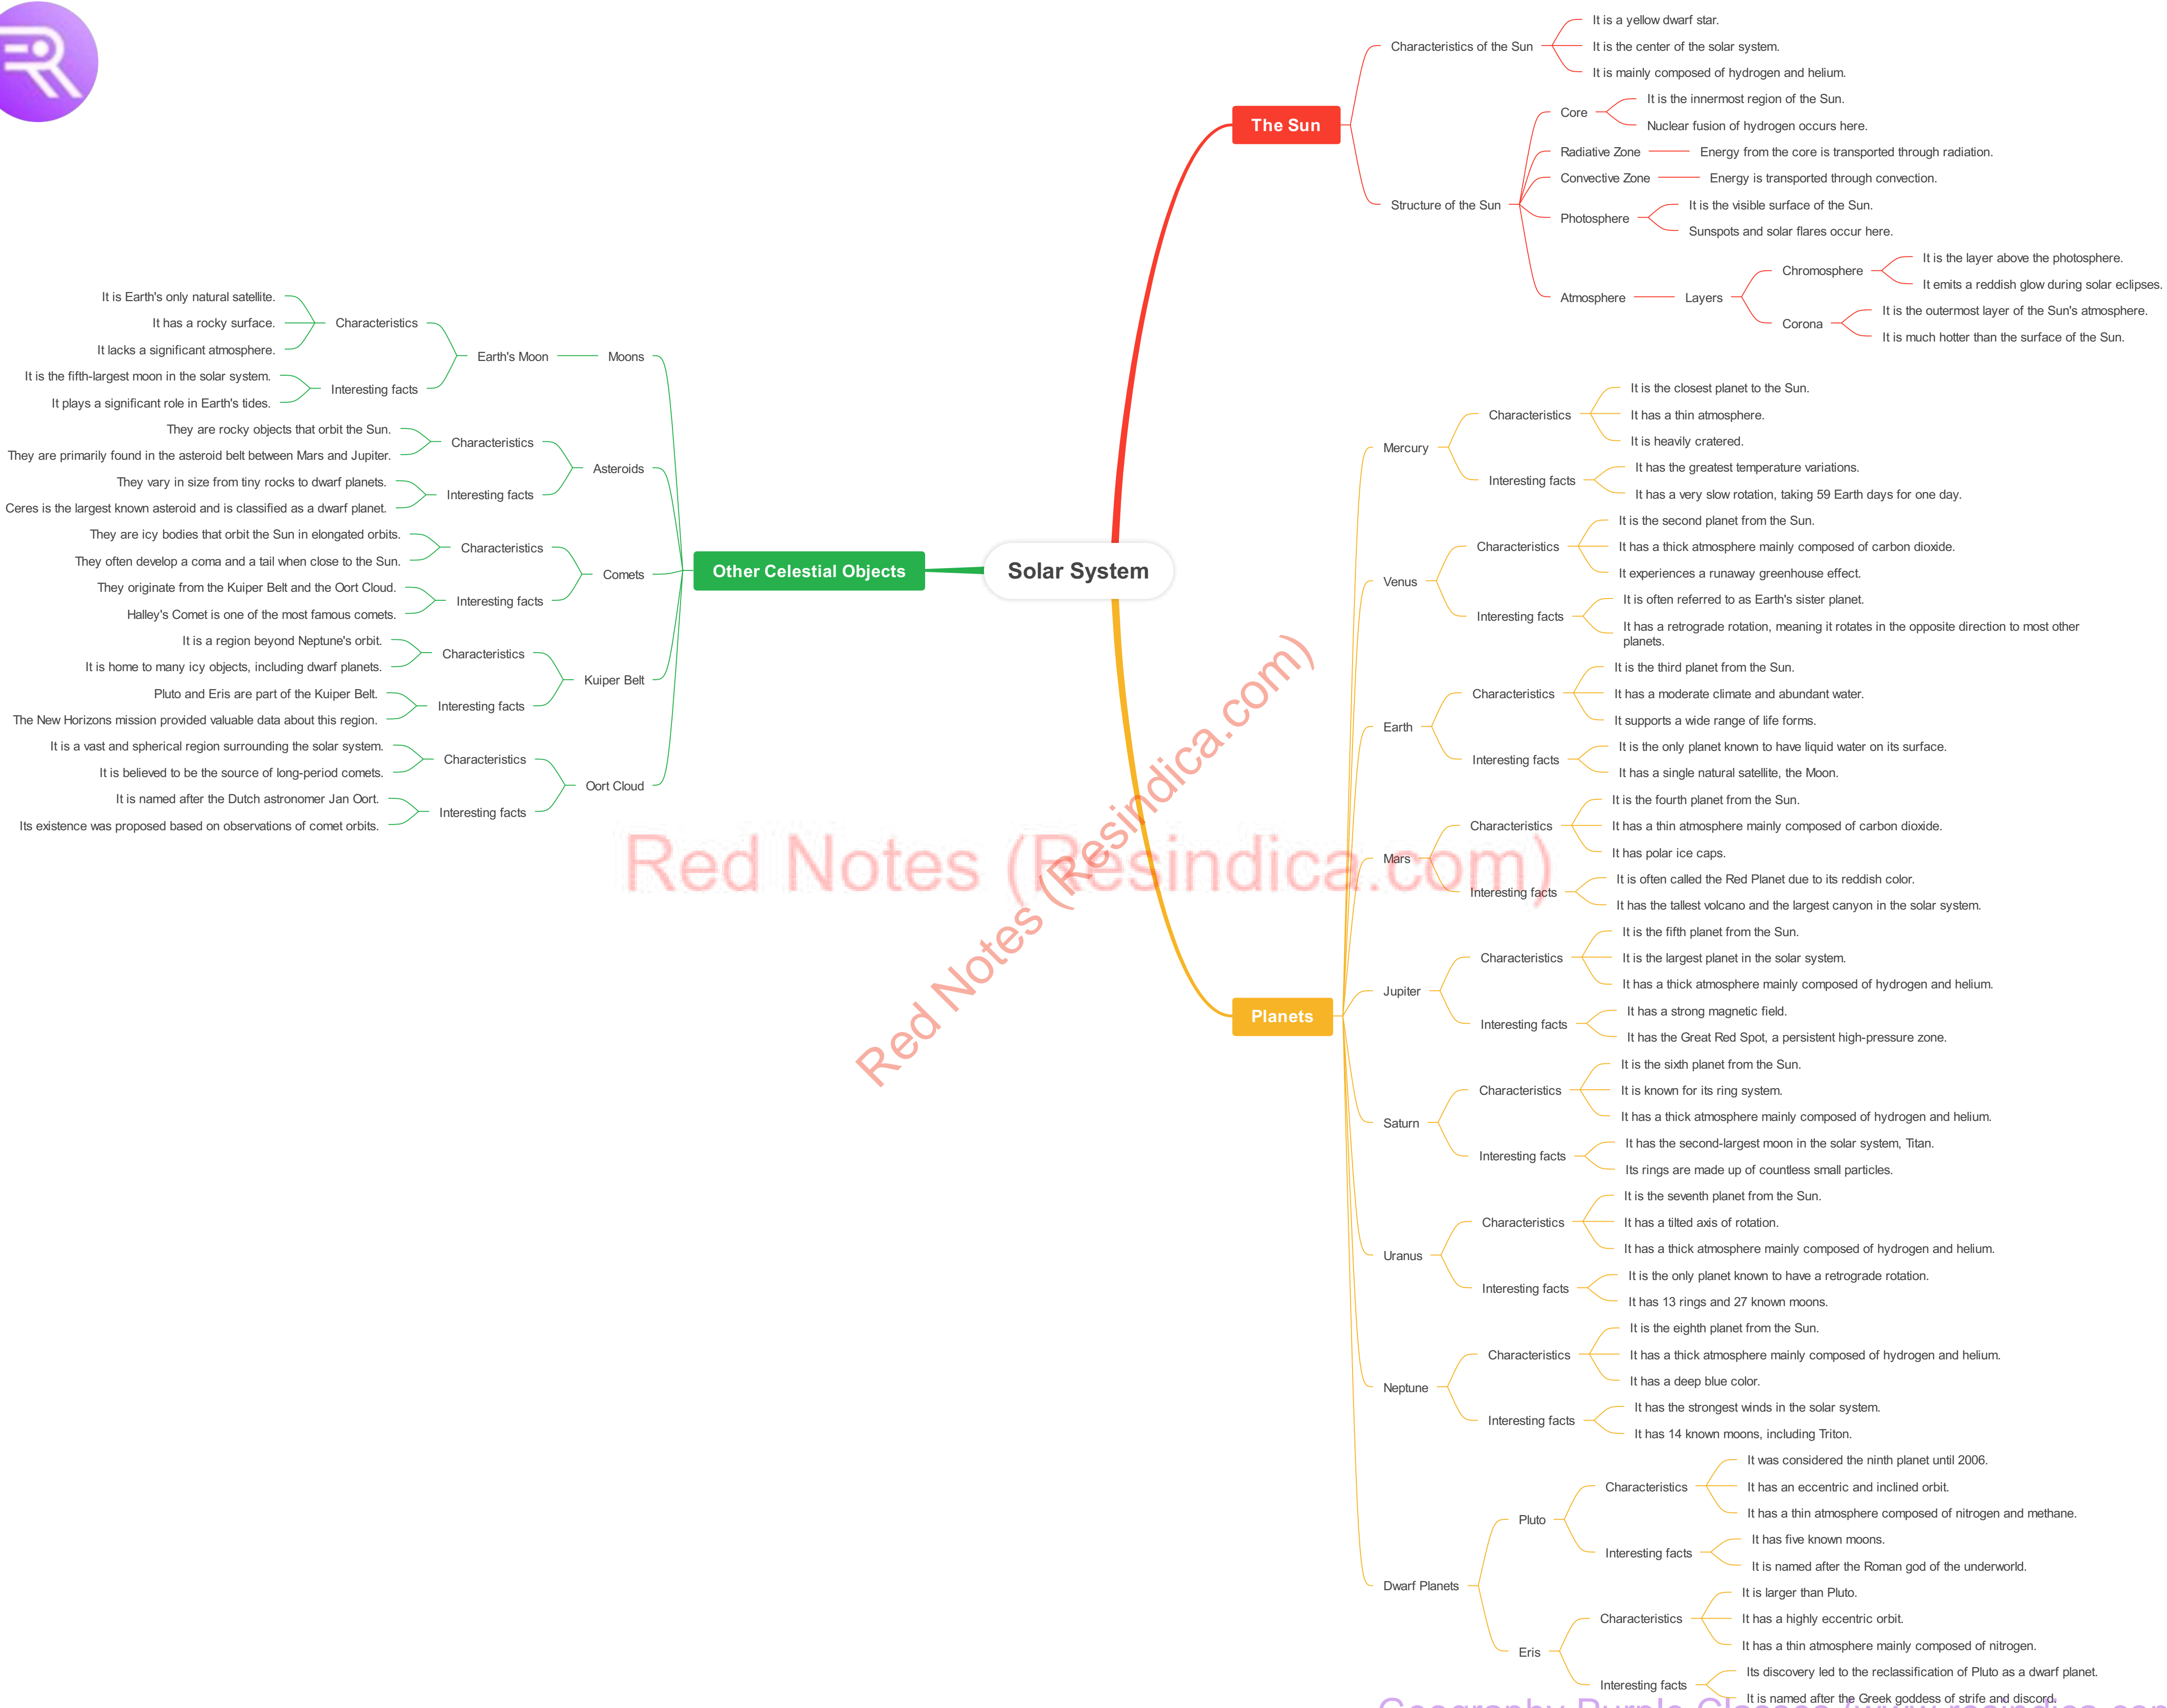 Solar System
The Sun
Characteristics of the Sun
It is a yellow dwarf star.
It is the center of the solar system.
It is mainly composed of hydrogen and helium.
Structure of the Sun
Core
It is the innermost region of the Sun.
Nuclear fusion of hydrogen occurs here.
Radiative Zone
Energy from the core is transported through radiation.
Convective Zone
Energy is transported through convection.
Photosphere
It is the visible surface of the Sun.
Sunspots and solar flares occur here.
Atmosphere
Layers
Chromosphere
It is the layer above the photosphere.
It emits a reddish glow during solar eclipses.
Corona
It is the outermost layer of the Sun's atmosphere.
It is much hotter than the surface of the Sun.
Planets
Mercury
Characteristics
It is the closest planet to the Sun.
It has a thin atmosphere.
It is heavily cratered.
Interesting facts
It has the greatest temperature variations.
It has a very slow rotation, taking 59 Earth days for one day.
Venus
Characteristics
It is the second planet from the Sun.
It has a thick atmosphere mainly composed of carbon dioxide.
It experiences a runaway greenhouse effect.
Interesting facts
It is often referred to as Earth's sister planet.
It has a retrograde rotation, meaning it rotates in the opposite direction to most other
planets.
Earth
Characteristics
It is the third planet from the Sun.
It has a moderate climate and abundant water.
It supports a wide range of life forms.
Interesting facts
It is the only planet known to have liquid water on its surface.
It has a single natural satellite, the Moon.
Mars
Characteristics
It is the fourth planet from the Sun.
It has a thin atmosphere mainly composed of carbon dioxide.
It has polar ice caps.
Interesting facts
It is often called the Red Planet due to its reddish color.
It has the tallest volcano and the largest canyon in the solar system.
Jupiter
Characteristics
It is the fifth planet from the Sun.
It is the largest planet in the solar system.
It has a thick atmosphere mainly composed of hydrogen and helium.
Interesting facts
It has a strong magnetic field.
It has the Great Red Spot, a persistent high-pressure zone.
Saturn
Characteristics
It is the sixth planet from the Sun.
It is known for its ring system.
It has a thick atmosphere mainly composed of hydrogen and helium.
Interesting facts
It has the second-largest moon in the solar system, Titan.
Its rings are made up of countless small particles.
Uranus
Characteristics
It is the seventh planet from the Sun.
It has a tilted axis of rotation.
It has a thick atmosphere mainly composed of hydrogen and helium.
Interesting facts
It is the only planet known to have a retrograde rotation.
It has 13 rings and 27 known moons.
Neptune
Characteristics
It is the eighth planet from the Sun.
It has a thick atmosphere mainly composed of hydrogen and helium.
It has a deep blue color.
Interesting facts
It has the strongest winds in the solar system.
It has 14 known moons, including Triton.
Dwarf Planets
Pluto
Characteristics
It was considered the ninth planet until 2006.
It has an eccentric and inclined orbit.
It has a thin atmosphere composed of nitrogen and methane.
Interesting facts
It has five known moons.
It is named after the Roman god of the underworld.
Eris
Characteristics
It is larger than Pluto.
It has a highly eccentric orbit.
It has a thin atmosphere mainly composed of nitrogen.
Interesting facts
Its discovery led to the reclassification of Pluto as a dwarf planet.
It is named after the Greek goddess of strife and discord.
Other Celestial Objects
Moons
Earth's Moon
Characteristics
It is Earth's only natural satellite.
It has a rocky surface.
It lacks a significant atmosphere.
Interesting facts
It is the fifth-largest moon in the solar system.
It plays a significant role in Earth's tides.
Asteroids
Characteristics
They are rocky objects that orbit the Sun.
They are primarily found in the asteroid belt between Mars and Jupiter.
Interesting facts
They vary in size from tiny rocks to dwarf planets.
Ceres is the largest known asteroid and is classified as a dwarf planet.
Comets
Characteristics
They are icy bodies that orbit the Sun in elongated orbits.
They often develop a coma and a tail when close to the Sun.
Interesting facts
They originate from the Kuiper Belt and the Oort Cloud.
Halley's Comet is one of the most famous comets.
Kuiper Belt
Characteristics
It is a region beyond Neptune's orbit.
It is home to many icy objects, including dwarf planets.
Interesting facts
Pluto and Eris are part of the Kuiper Belt.
The New Horizons mission provided valuable data about this region.
Oort Cloud
Characteristics
It is a vast and spherical region surrounding the solar system.
It is believed to be the source of long-period comets.
Interesting facts
It is named after the Dutch astronomer Jan Oort.
Its existence was proposed based on observations of comet orbits.
Red Notes (Resindica.com)
Red Notes (Resindica.com)